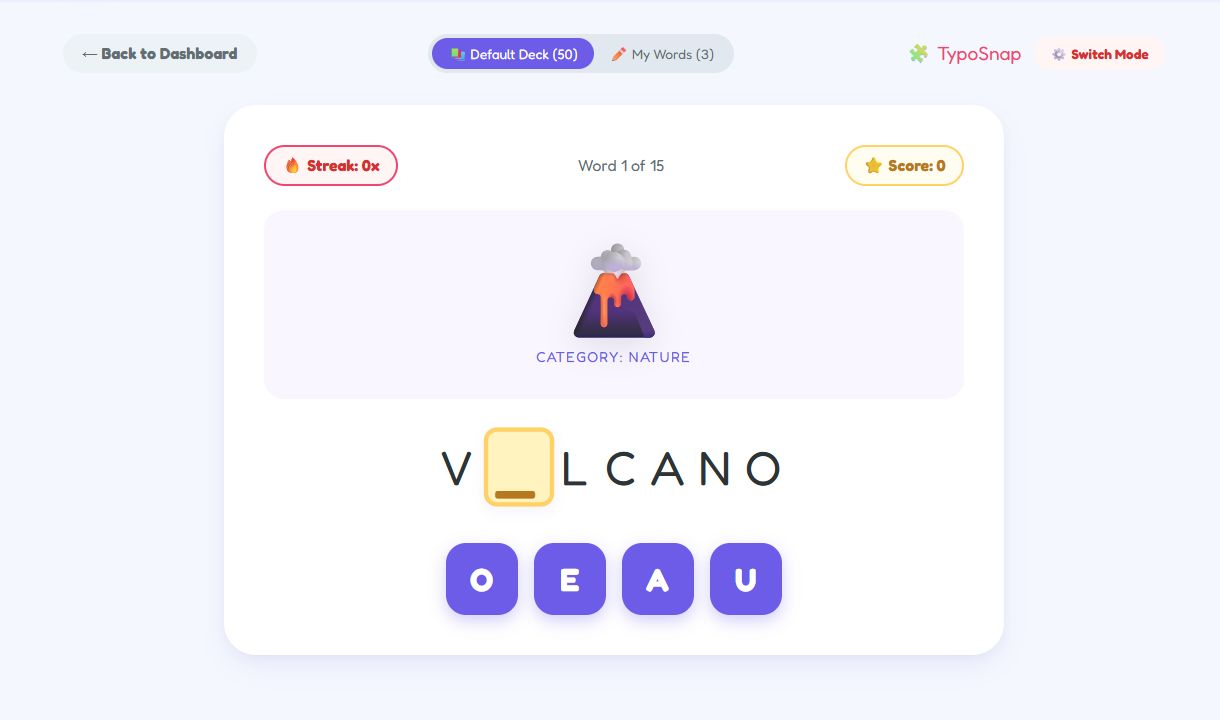 ← Back to Dashboard
Default Deck (50)
My Words (3)
TypoSnap
Switch Mode
Streak: 0x
Word 1 of 15
Score: 0
CATEGORY: NATURE
V _ L C A N O
O E A U